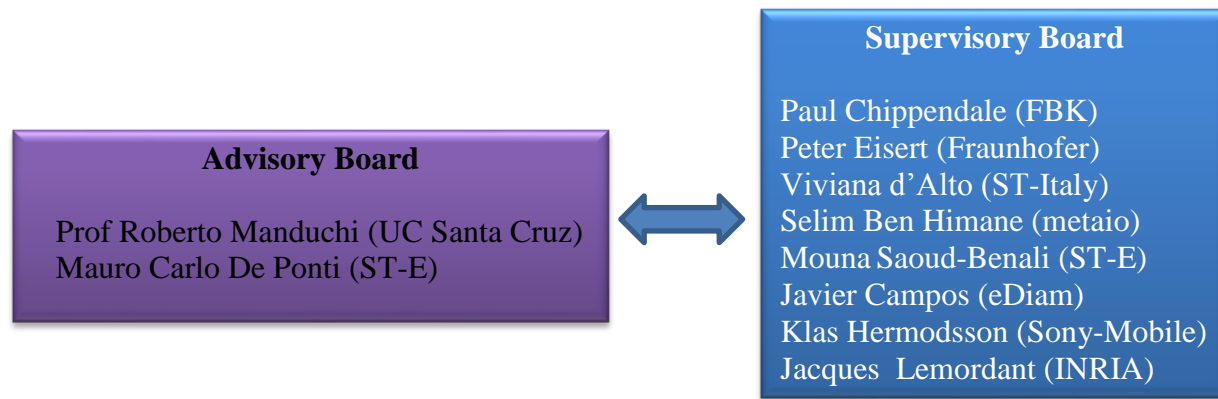 Advisory Board
Prof Roberto Manduchi (UC Santa Cruz)
Mauro Carlo De Ponti (ST-E)
Supervisory Board
Paul Chippendale (FBK)
Peter Eisert (Fraunhofer)
Viviana d’Alto (ST-Italy)
Selim Ben Himane (metaio)
Mouna Saoud-Benali (ST-E)
Javier Campos (eDiam)
Klas Hermodsson (Sony-Mobile)
Jacques Lemordant (INRIA)